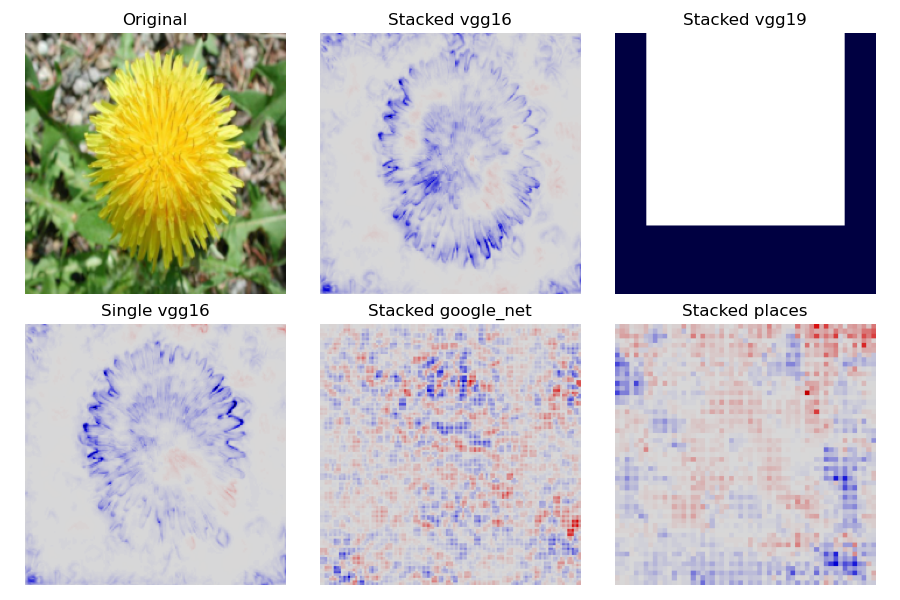 Original
Stacked vgg16
Stacked vgg19
Single vgg16
Stacked google_net
Stacked places